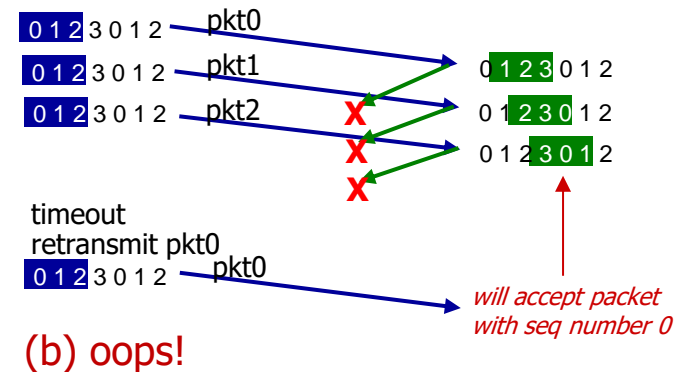 0 1 2 3 0 1 2 pkt0
0 1 2 3 0 1 2
0 1 2 3 0 1 2 pkt1
X
0 1 2 3 0 1 2
0 1 2 3 0 1 2 pkt2
X
0 1 2 3 0 1 2
X
timeout
retransmit pkt0
0 1 2 3 0 1 2 pkt0
will accept packet
with seq number 0
(b) oops!